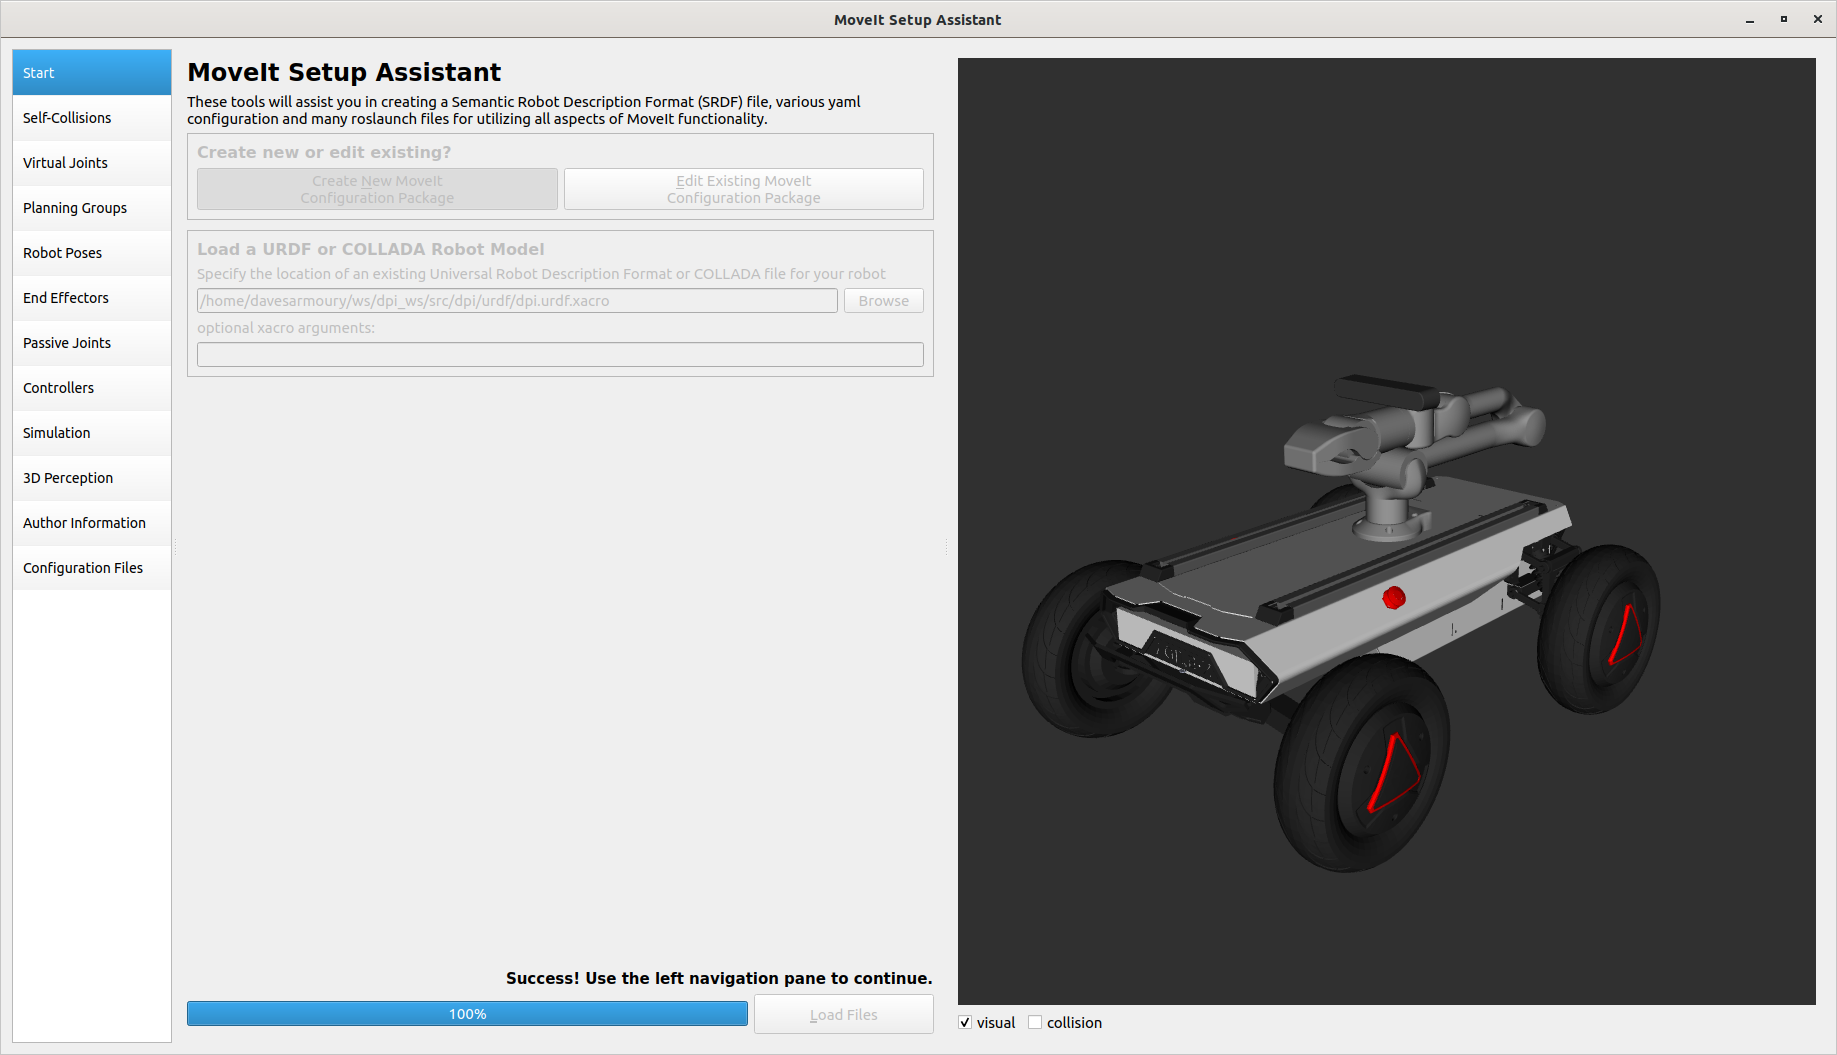 MoveIt Setup Assistant
Start
Self-Collisions
Virtual Joints
Planning Groups
Robot Poses
End Effectors
Passive Joints
Controllers
Simulation
3D Perception
Author Information
Configuration Files
MoveIt Setup Assistant
These tools will assist you in creating a Semantic Robot Description Format (SRDF) file, various yaml
configuration and many roslaunch files for utilizing all aspects of MoveIt functionality.
Create new or edit existing?
Create New MoveIt
Configuration Package
Edit Existing MoveIt
Configuration Package
Load a URDF or COLLADA Robot Model
Specify the location of an existing Universal Robot Description Format or COLLADA file for your robot
/home/davesarmoury/ws/dpi_ws/src/dpi/urdf/dpi.urdf.xacro
Browse
optional xacro arguments:
Success! Use the left navigation pane to continue.
100%
Load Files
visual
collision